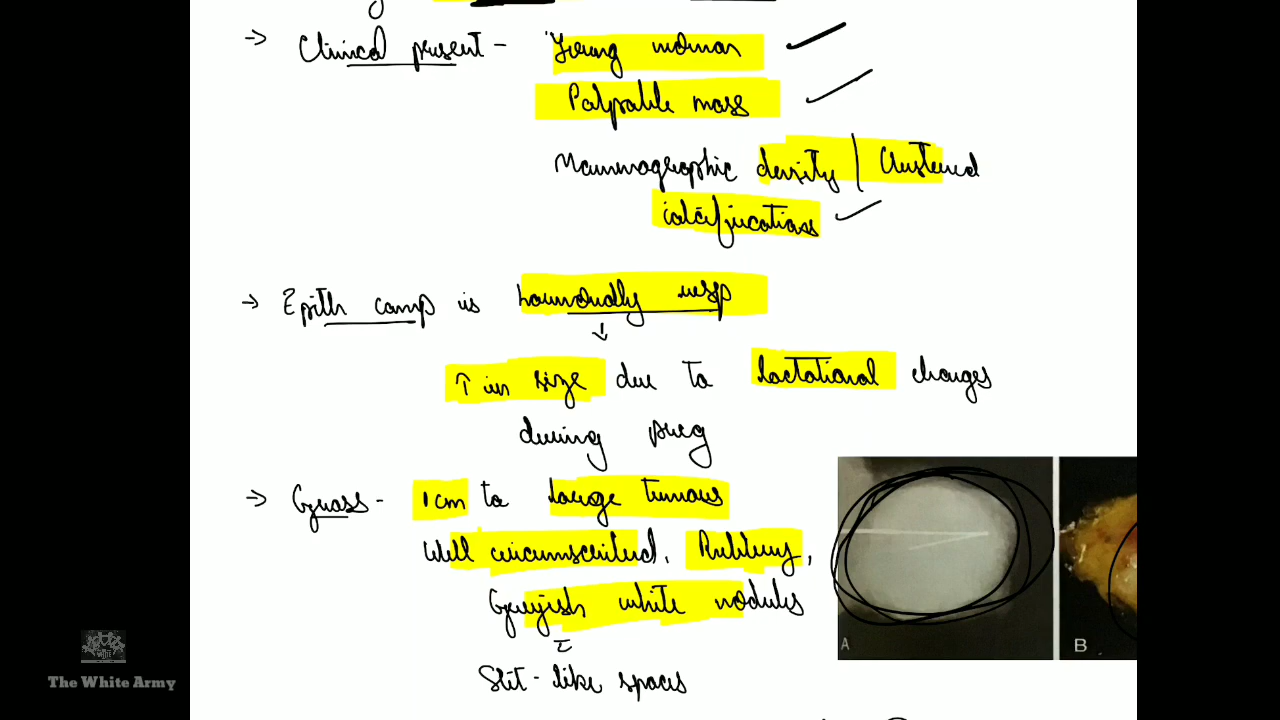 → Clinical present - Young woman
Palpable mass
Mammographic density / Clustered
calcifications
→ Epith comp is hormonally resp
↓
↑ in size due to lactational changes
during preg
→ Gross - 1cm to large tumors
Well circumscribed, Rubbery,
Greyish white nodules
Slit-like spaces
A
B
The White Army